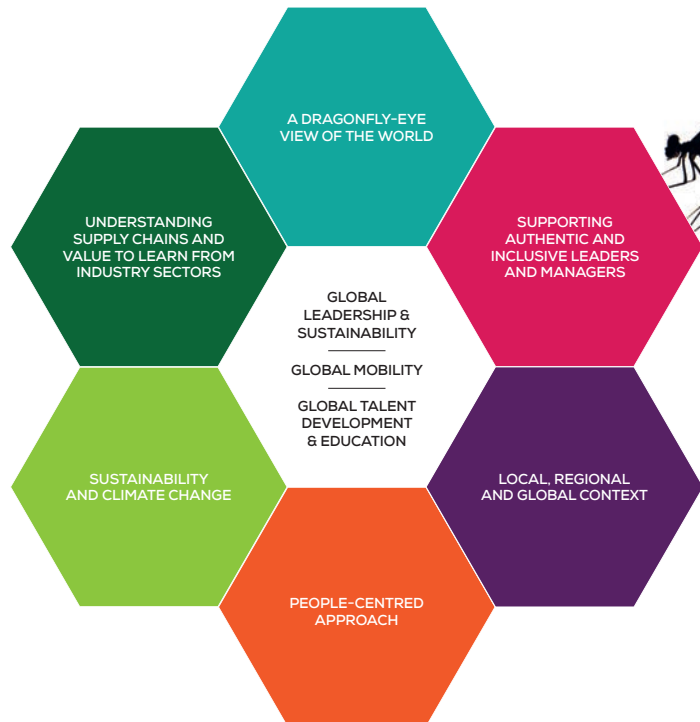 A DRAGONFLY-EYE
VIEW OF THE WORLD
UNDERSTANDING
SUPPLY CHAINS AND
VALUE TO LEARN FROM
INDUSTRY SECTORS
SUPPORTING
AUTHENTIC AND
INCLUSIVE LEADERS
AND MANAGERS
GLOBAL
LEADERSHIP &
SUSTAINABILITY
GLOBAL MOBILITY
GLOBAL TALENT
DEVELOPMENT
& EDUCATION
SUSTAINABILITY
AND CLIMATE CHANGE
LOCAL, REGIONAL
AND GLOBAL CONTEXT
PEOPLE-CENTRED
APPROACH